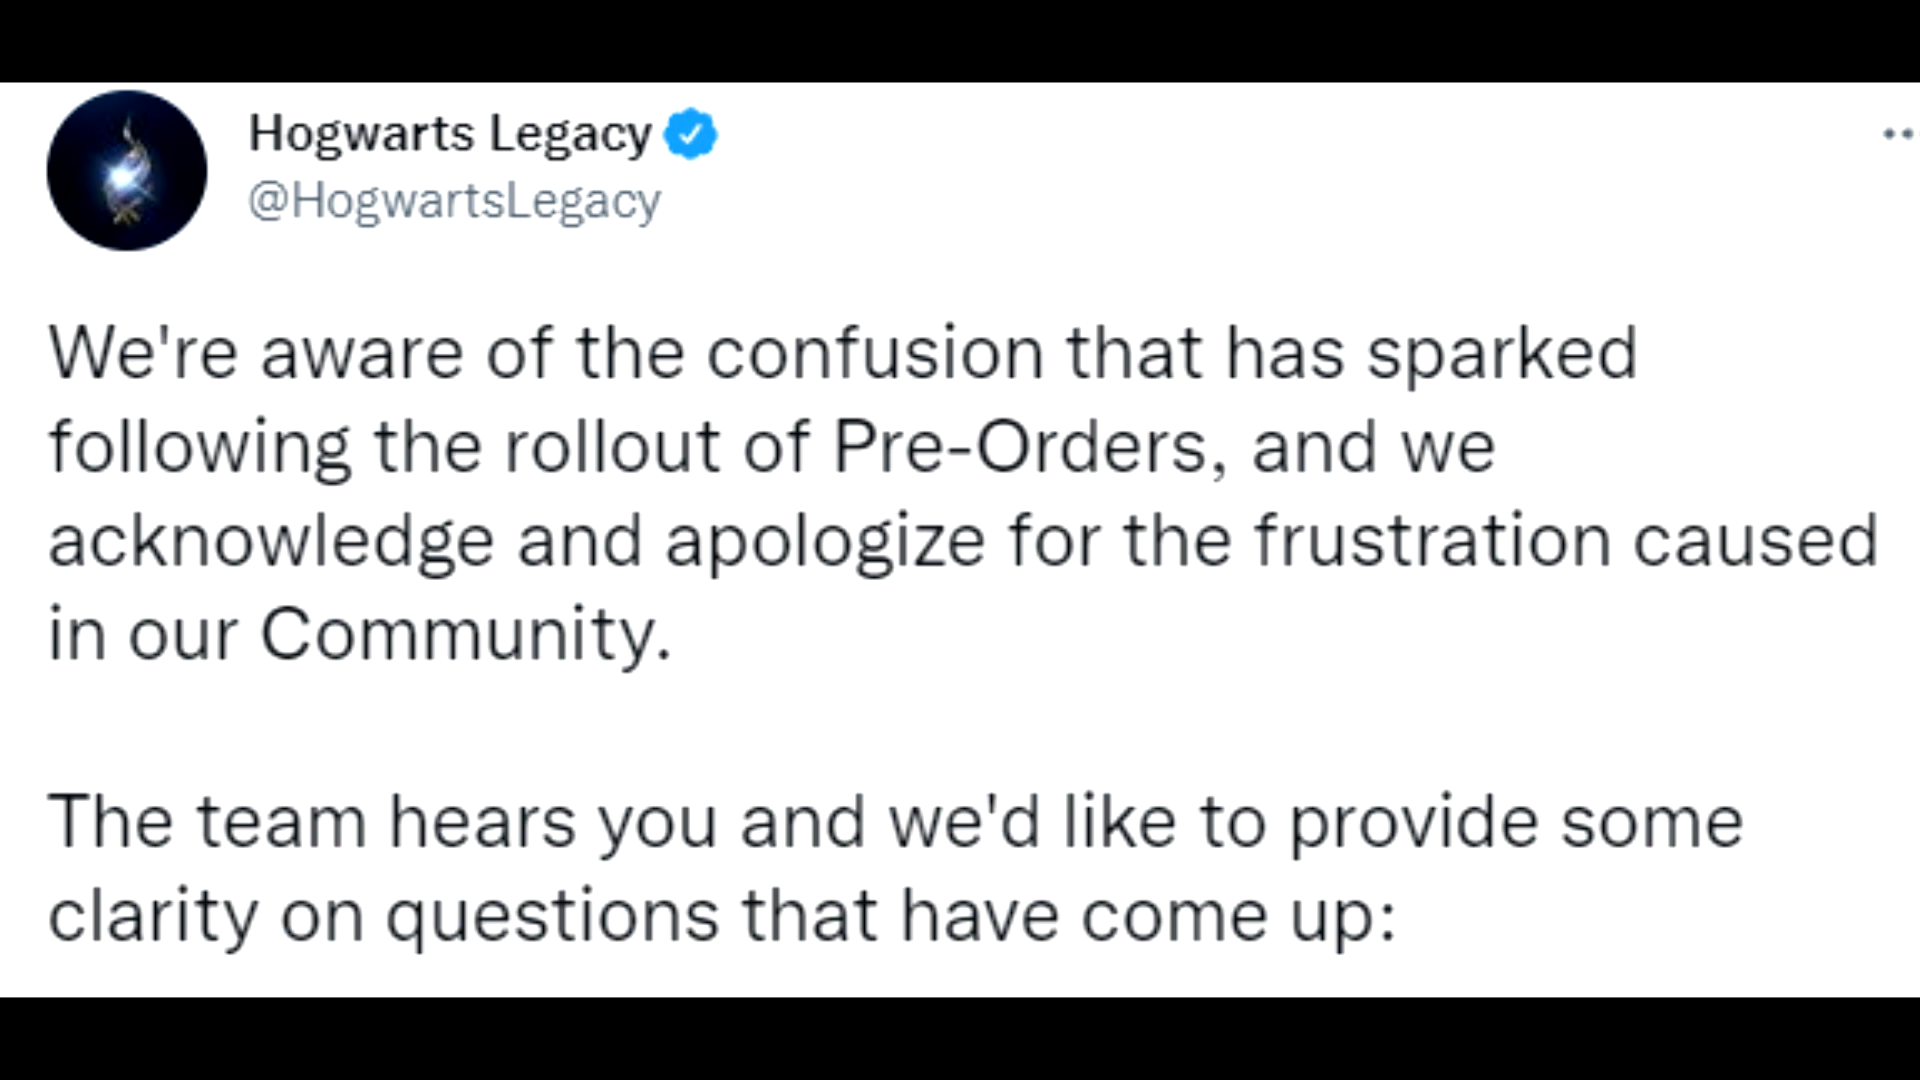 Hogwarts Legacy
@HogwartsLegacy
We're aware of the confusion that has sparked
following the rollout of Pre-Orders, and we
acknowledge and apologize for the frustration caused
in our Community.
The team hears you and we'd like to provide some
clarity on questions that have come up: